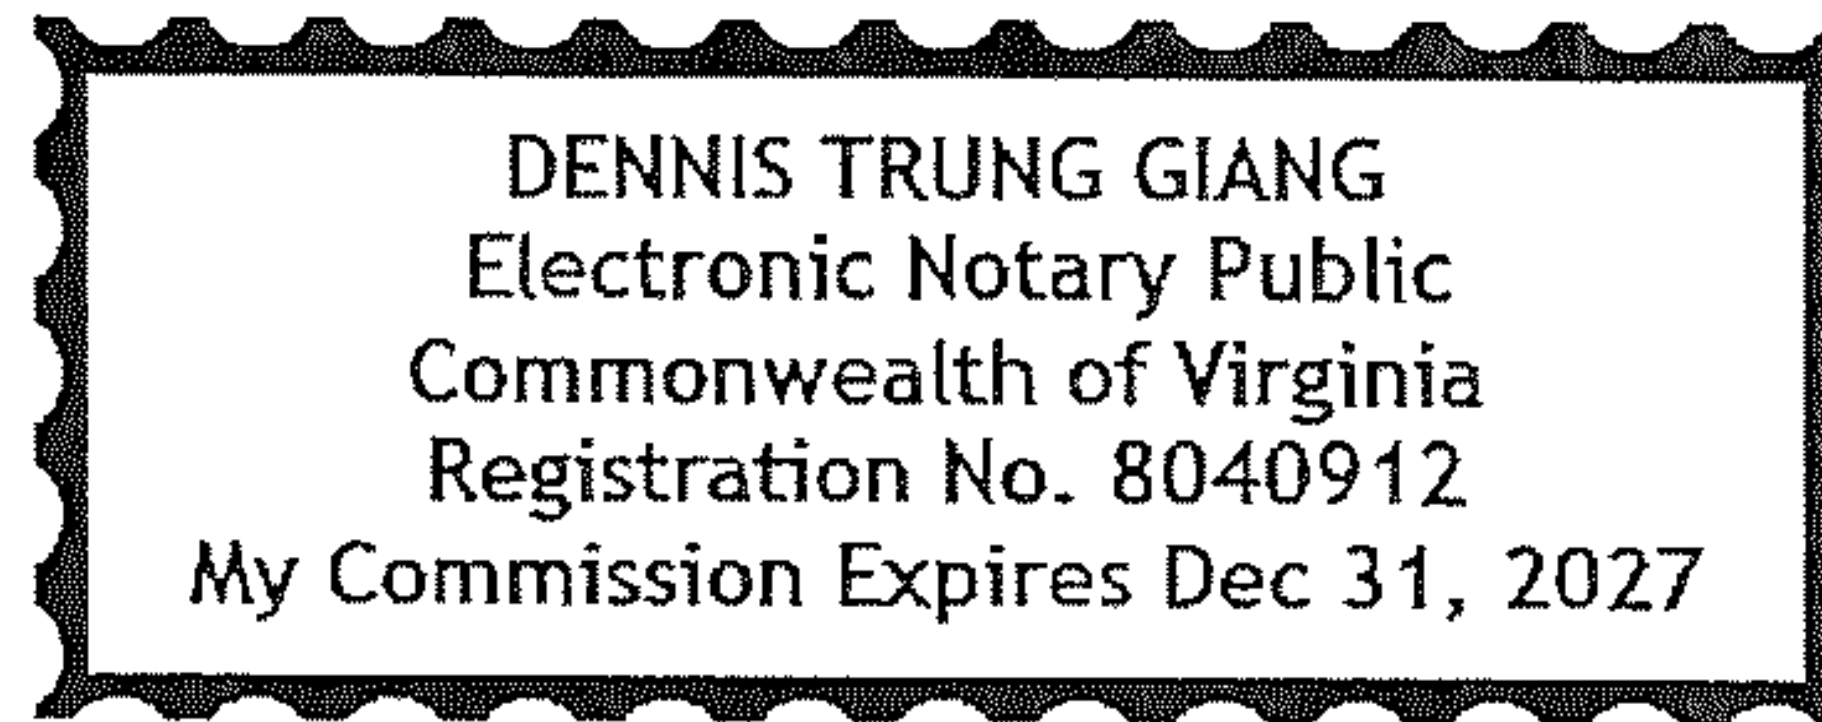 DENNIS TRUNG GIANG
Electronic Notary Public
Commonwealth of Virginia
Registration No. 8040912
My Commission Expires Dec 31, 2027